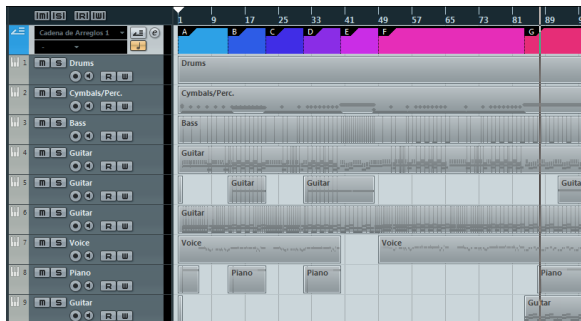 M S R W
1 9 17 25 33 41 49 57 65 73 81 89 9
Cadena de Arreglos 1 e
A B C D E F G
-
1 M S Drums
R W
Drums
2 M S Cymbals/Perc.
R W
Cymbals/Perc.
3 M S Bass
R W
Bass
4 M S Guitar
R W
Guitar
5 M S Guitar
R W
Guitar Guitar Guita
6 M S Guitar
R W
Guitar
7 M S Voice
R W
Voice Voice
8 M S Piano
R W
Piano Piano Piano
9 M S Guitar
R W
Guitar